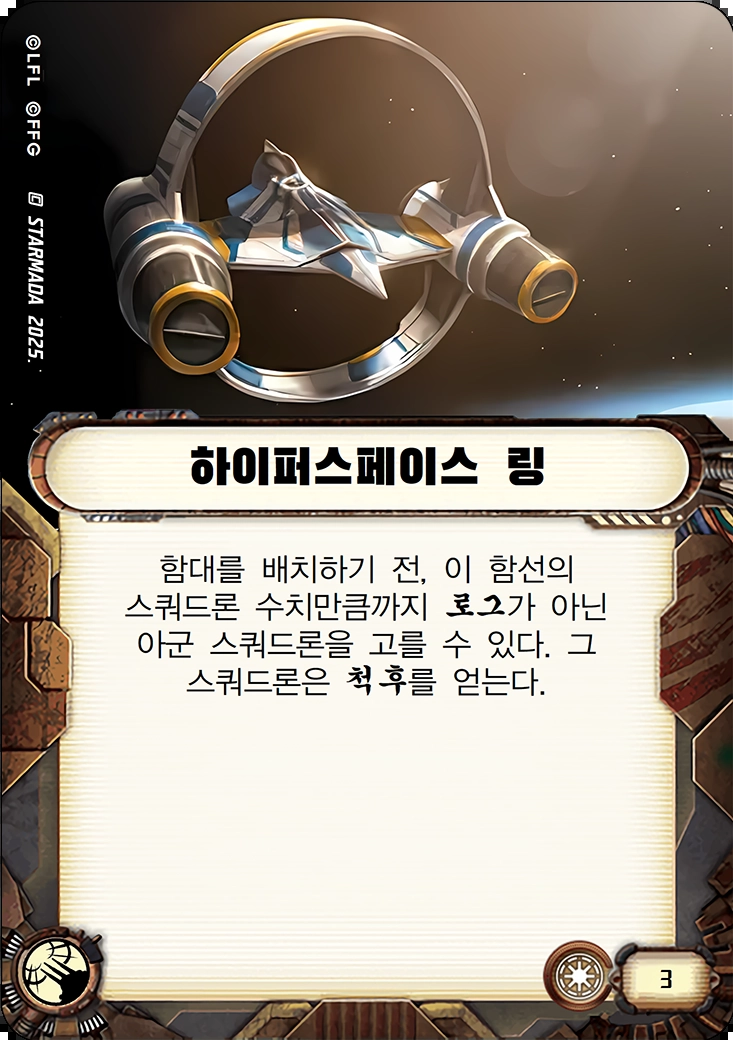 ©LFL ©FFG © STARMADA 2025.
하이퍼스페이스 링
함대를 배치하기 전, 이 함선의
스쿼드론 수치만큼까지 로그가 아닌
아군 스쿼드론을 고를 수 있다. 그
스쿼드론은 척후를 얻는다.
3